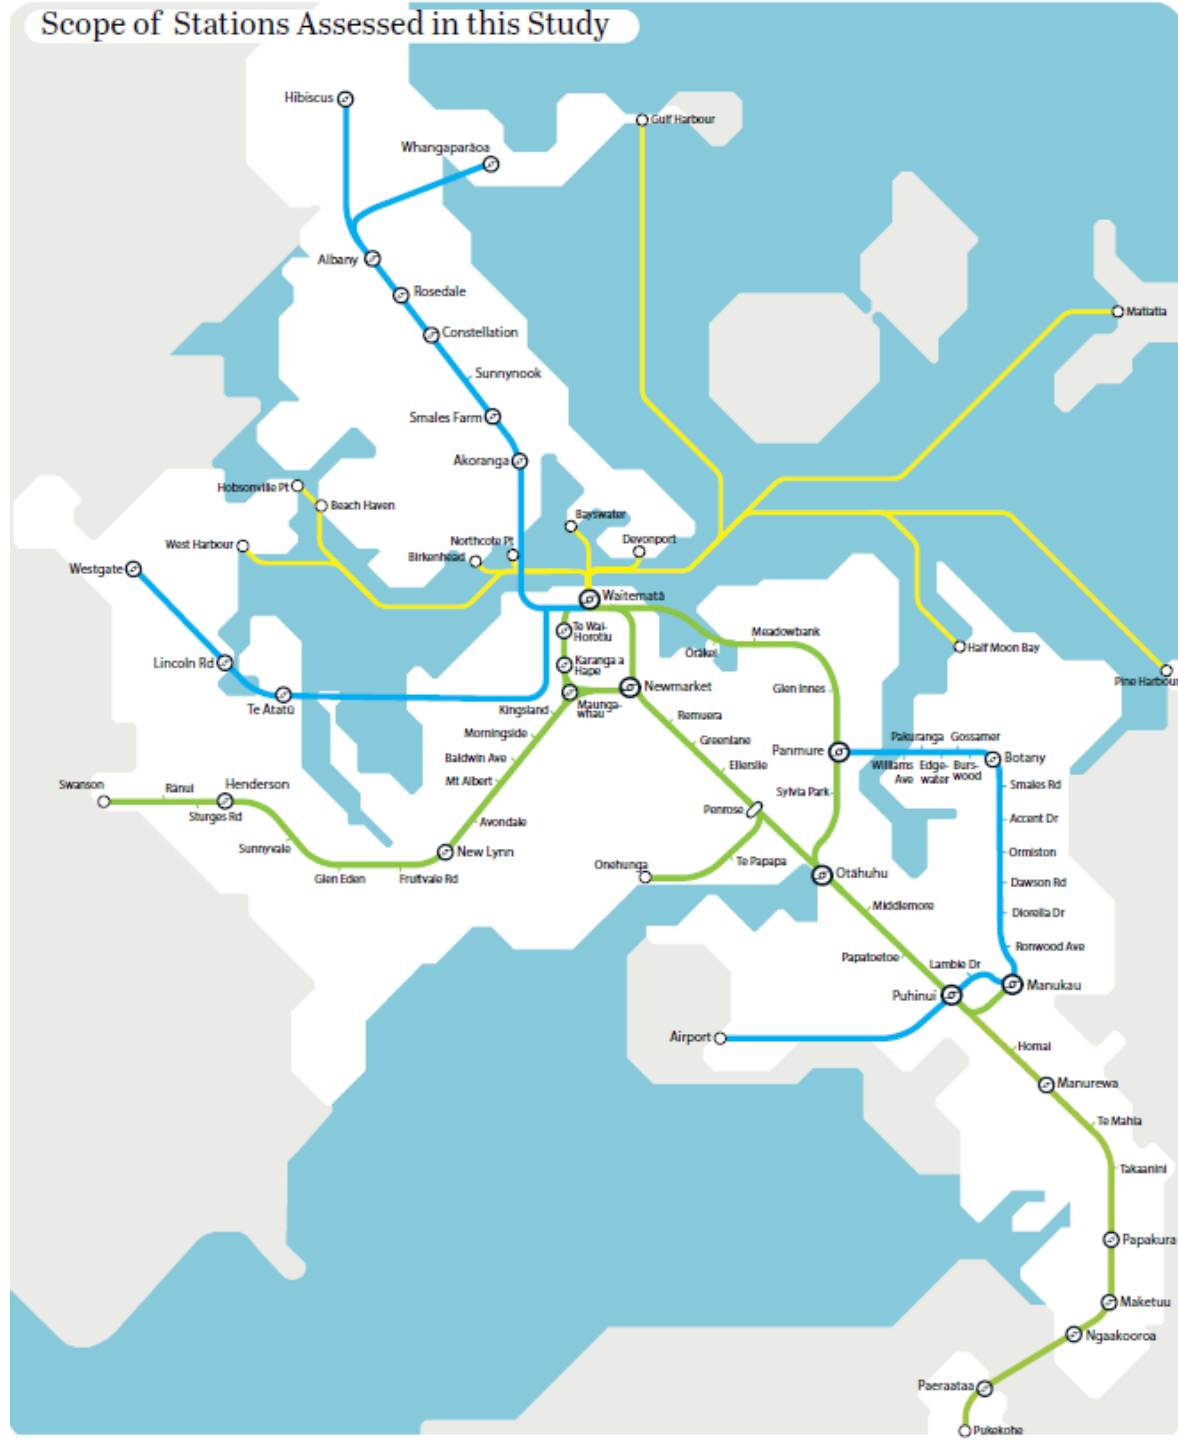 Scope of Stations Assessed in this Study
Hibiscus
Gulf Harbour
Whangaparāoa
Albany
Rosedale
Matiatia
Constellation
Sunnynook
Smales Farm
Akoranga
Hobsonville Pt
Beach Haven
Bayswater
West Harbour
Northcote Pt
Devonport
Birkenhead
Westgate
Waitematā
Te Wai-
Horotiu
Meadowbank
Ōrākei
Half Moon Bay
Lincoln Rd
Karanga a
Hape
Pine Harbour
Te Atatū
Newmarket
Glen Innes
Maunga-
whau
Kingsland
Remuera
Morningside
Greenlane
Pakuranga
Gossamer
Panmure
Botany
Baldwin Ave
Ellerslie
Williams
Ave
Edge-
water
Burs-
wood
Mt Albert
Swanson
Rānui
Henderson
Sylvia Park
Smales Rd
Sturges Rd
Penrose
Accent Dr
Avondale
Sunnyvale
New Lynn
Ormiston
Te Papapa
Onehunga
Ōtāhuhu
Glen Eden
Fruitvale Rd
Dawson Rd
Middlemore
Diorella Dr
Ronwood Ave
Papatoetoe
Lambie Dr
Puhinui
Manukau
Airport
Homai
Manurewa
Te Mahia
Takaanini
Papakura
Maketuu
Ngaakooroa
Paeraataa
Pukekohe